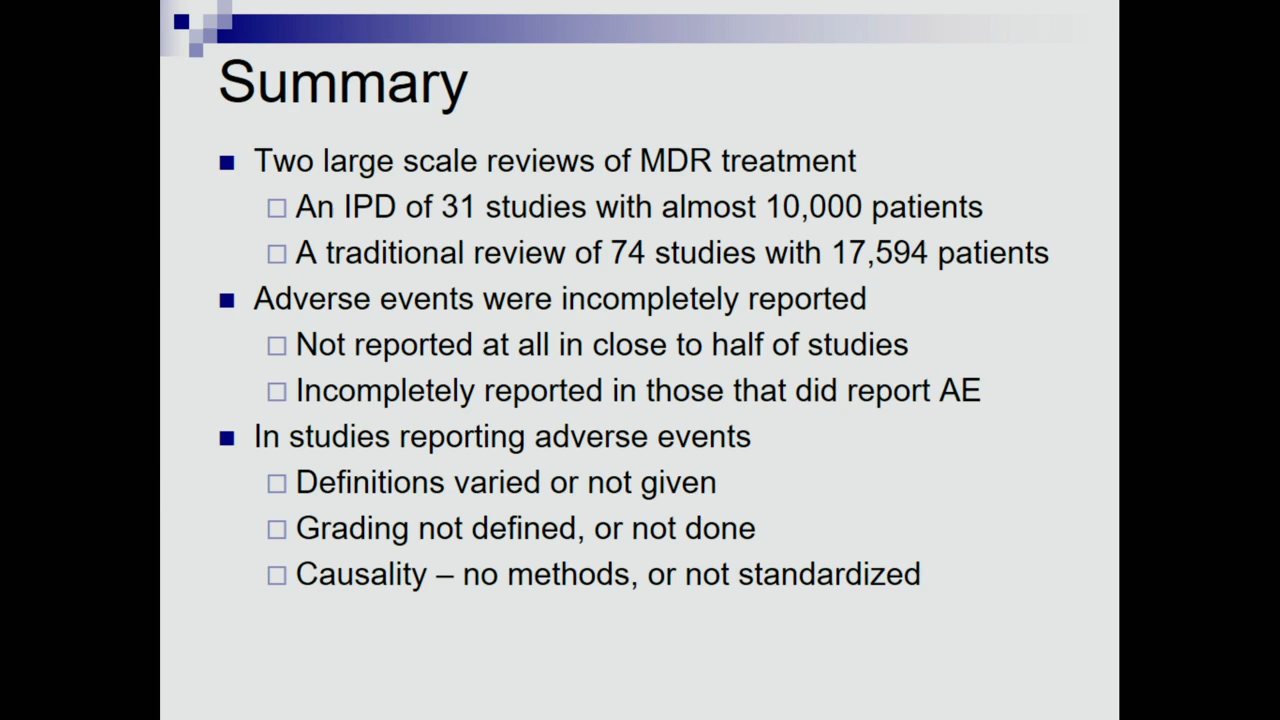 Summary
Two large scale reviews of MDR treatment
An IPD of 31 studies with almost 10,000 patients
A traditional review of 74 studies with 17,594 patients
Adverse events were incompletely reported
Not reported at all in close to half of studies
Incompletely reported in those that did report AE
In studies reporting adverse events
Definitions varied or not given
Grading not defined, or not done
Causality – no methods, or not standardized